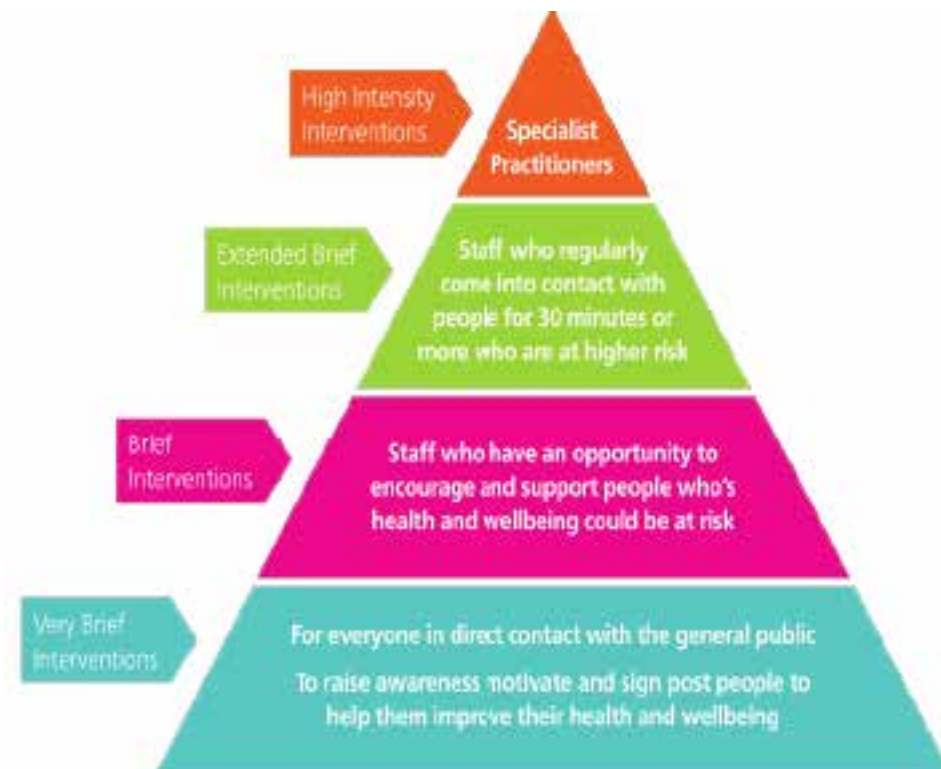 High Intensity
Interventions
Specialist
Practitioners
Extended Brief
Interventions
Staff who regularly
come into contact with
people for 30 minutes or
more who are at higher risk
Brief
Interventions
Staff who have an opportunity to
encourage and support people who's
health and wellbeing could be at risk
Very Brief
Interventions
For everyone in direct contact with the general public
To raise awareness motivate and sign post people to
help them improve their health and wellbeing